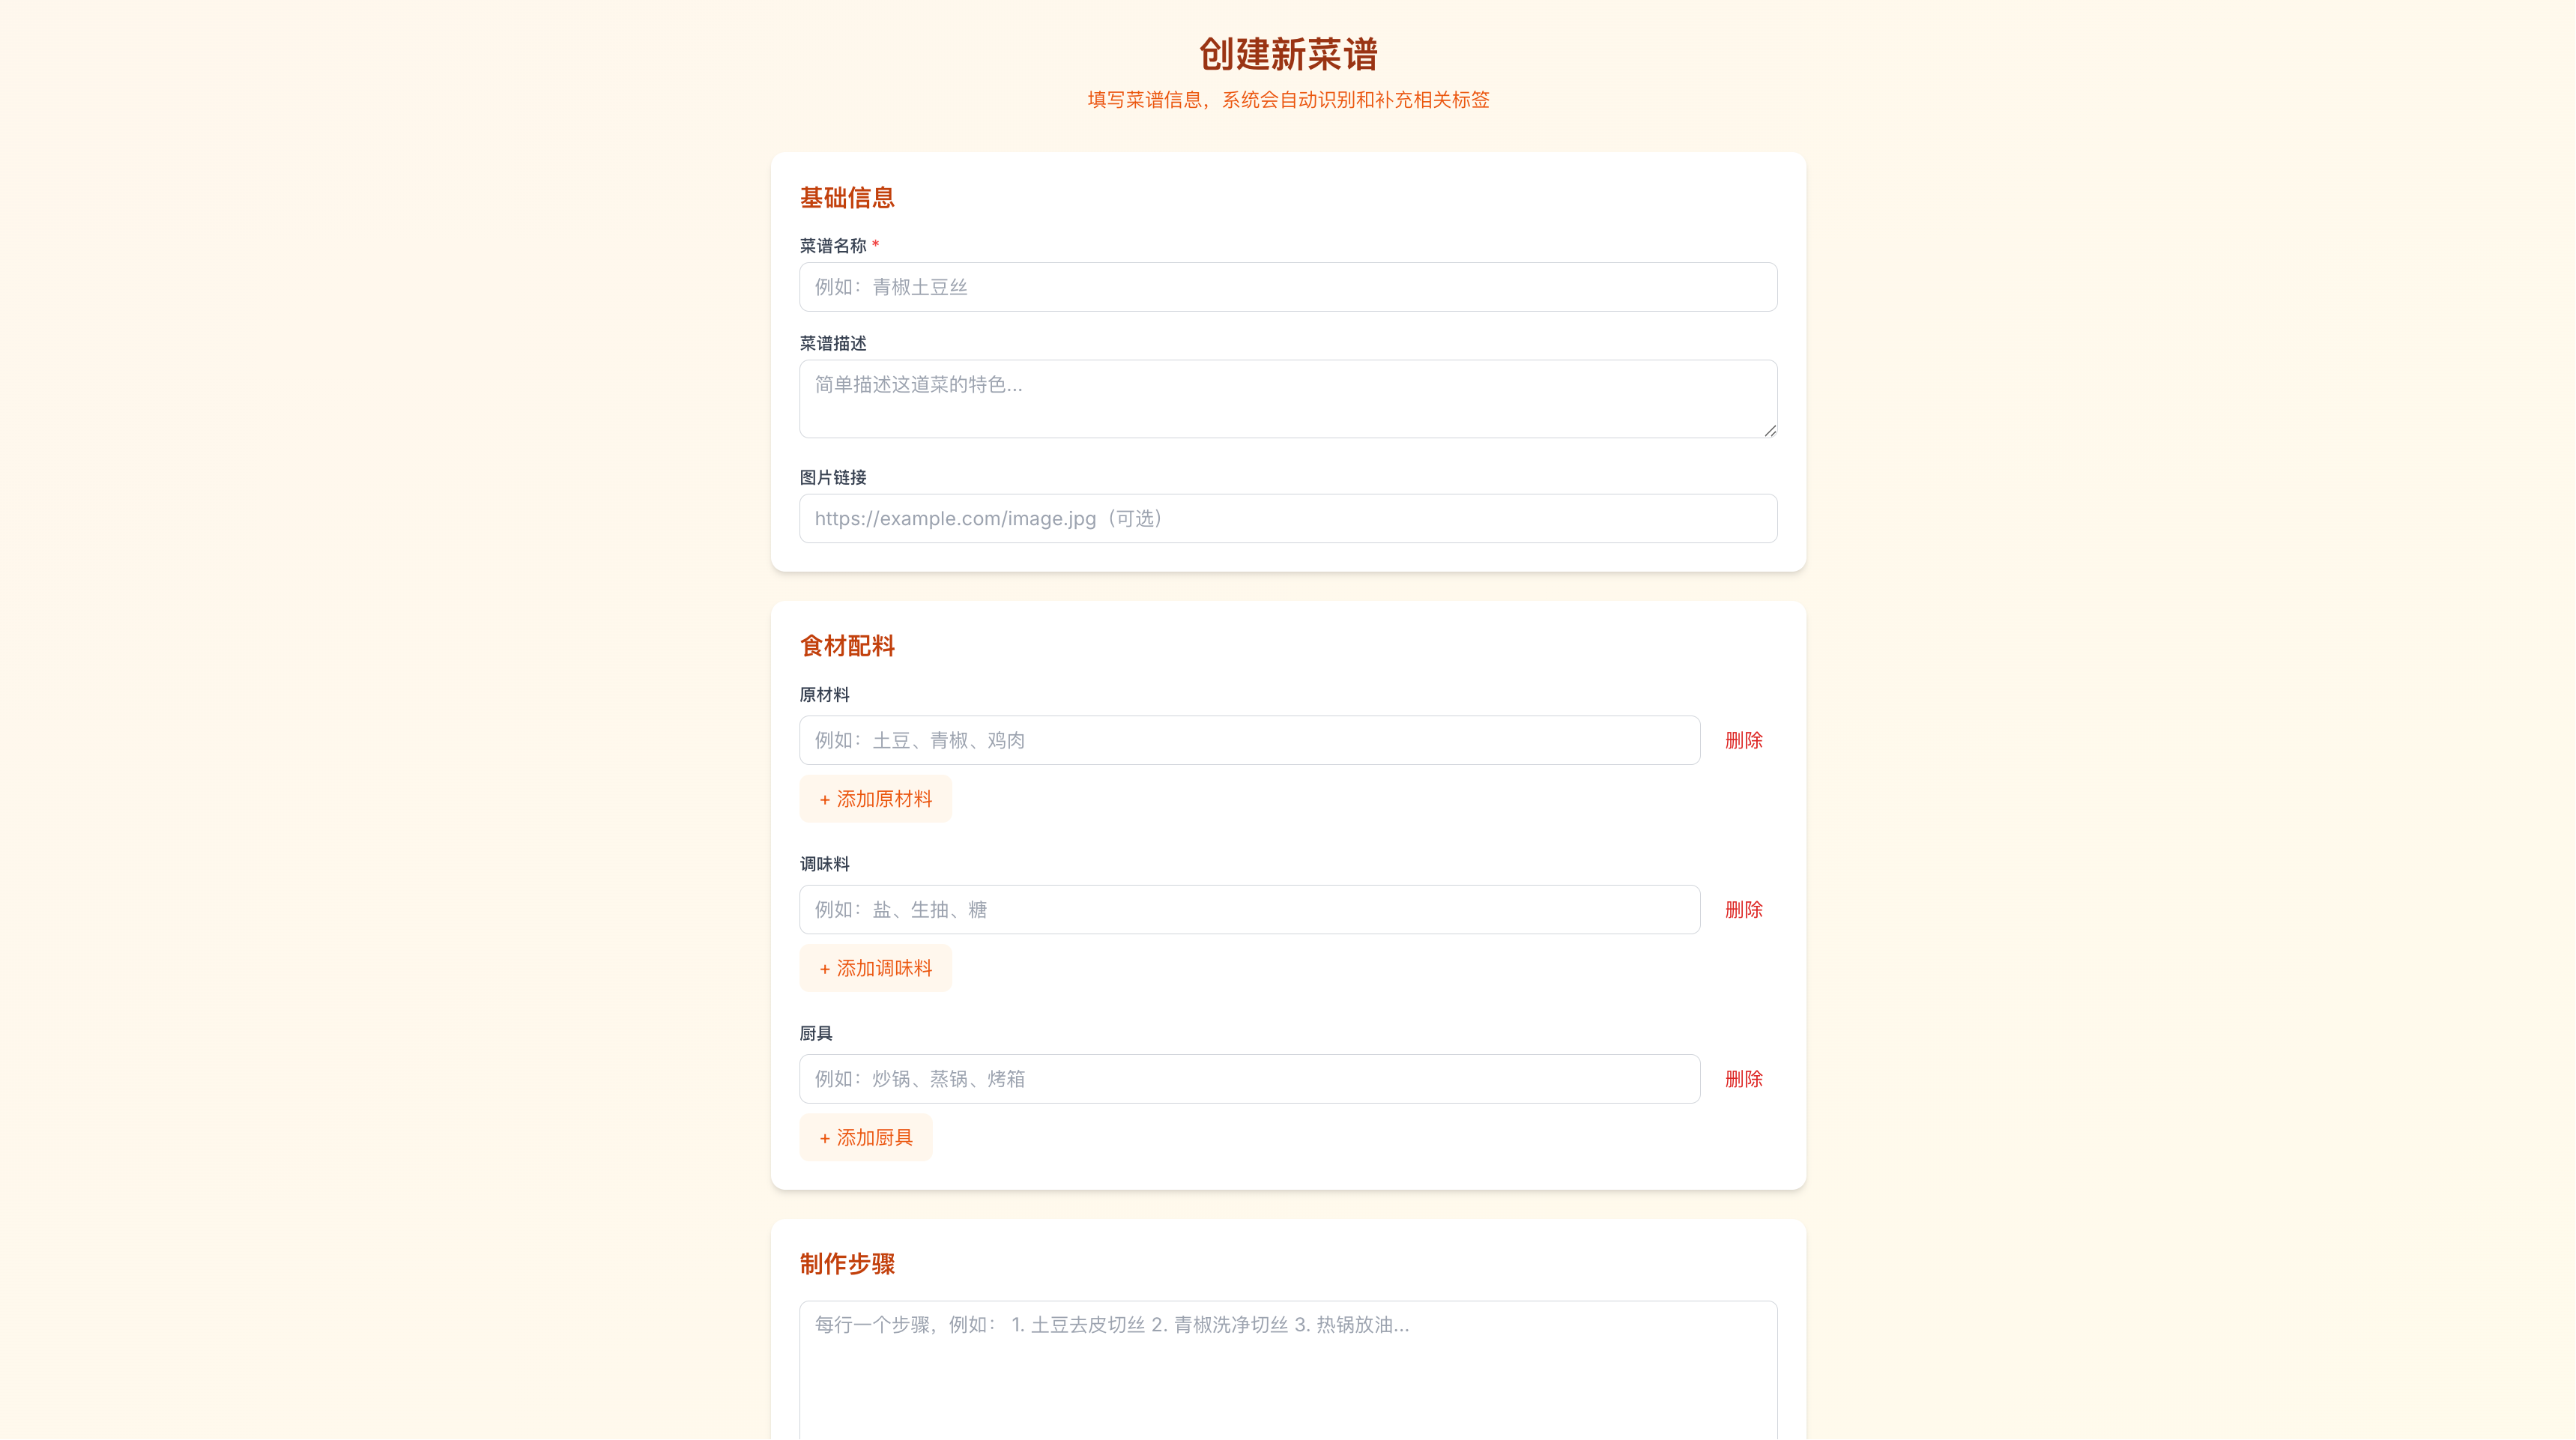 创建新菜谱
填写菜谱信息，系统会自动识别和补充相关标签
基础信息
菜谱名称 *
例如：青椒土豆丝
菜谱描述
简单描述这道菜的特色...
图片链接
https://example.com/image.jpg（可选）
食材配料
原材料
例如：土豆、青椒、鸡肉 删除
+ 添加原材料
调味料
例如：盐、生抽、糖 删除
+ 添加调味料
厨具
例如：炒锅、蒸锅、烤箱 删除
+ 添加厨具
制作步骤
每行一个步骤，例如： 1. 土豆去皮切丝 2. 青椒洗净切丝 3. 热锅放油...